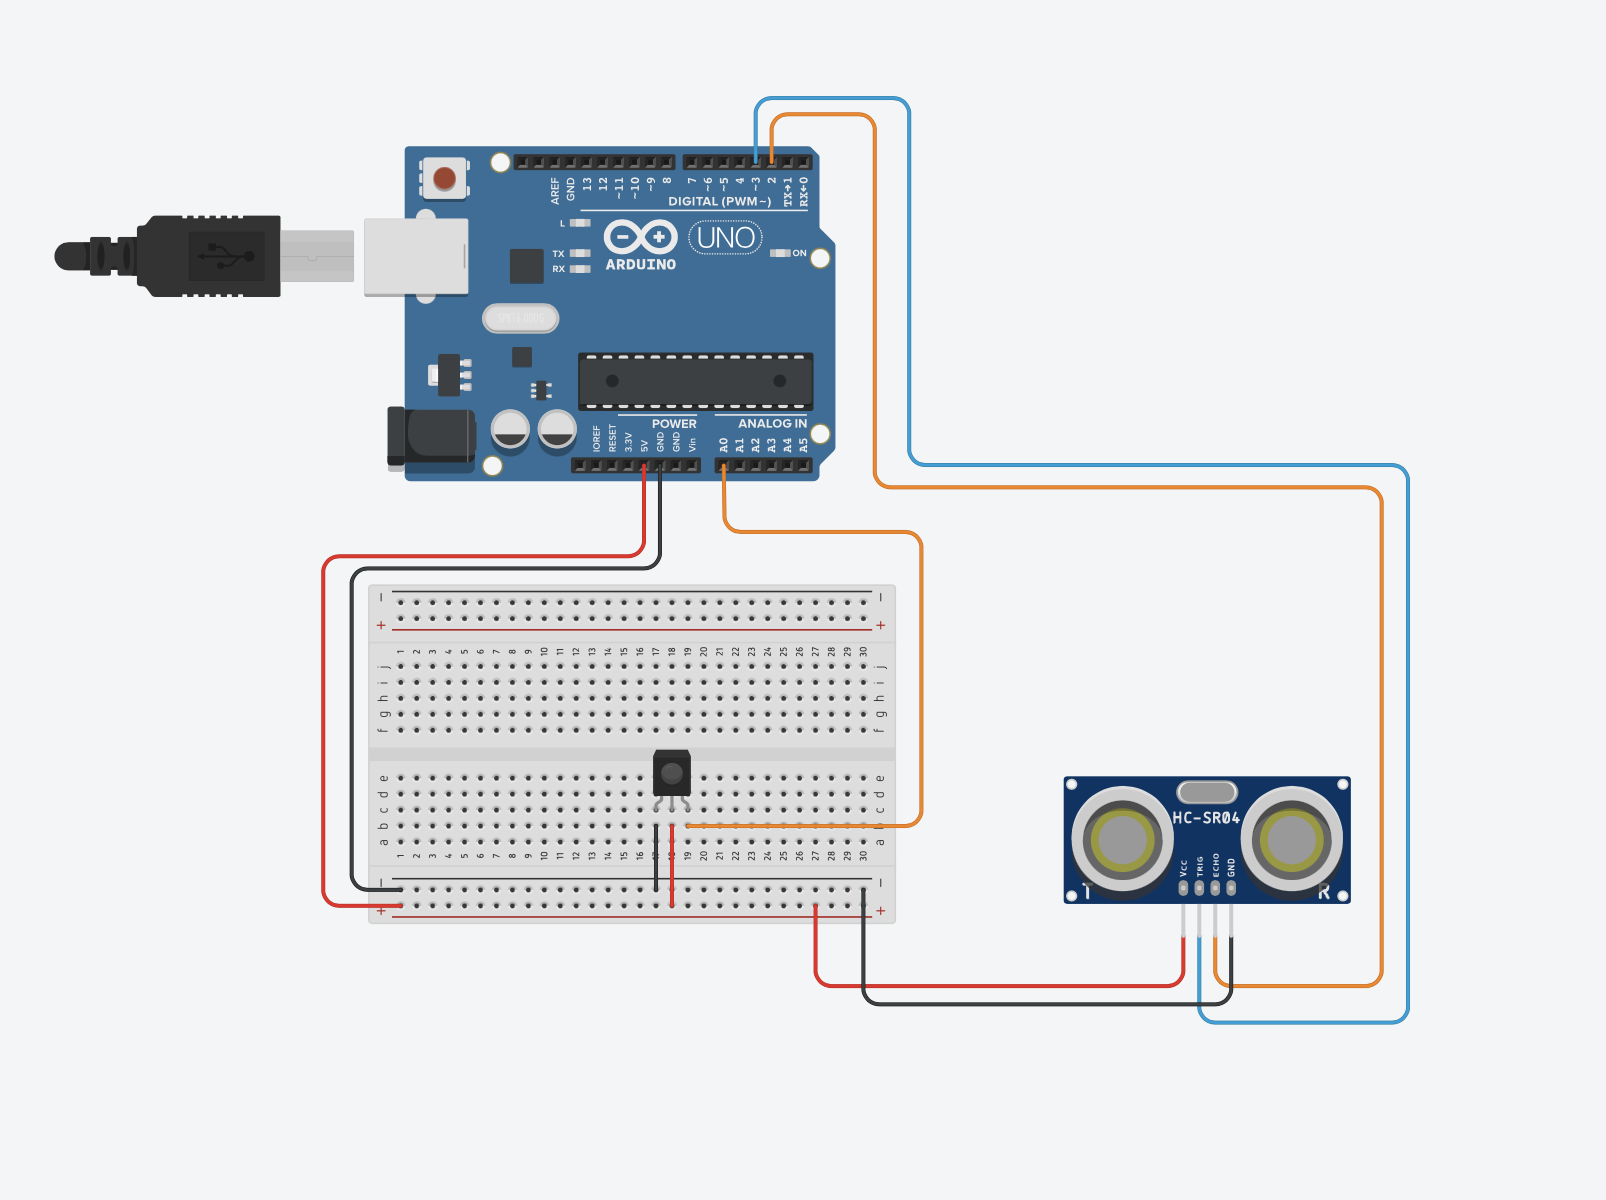 AREF
GND
13
12
~11
~10
~9
8
7
~6
~5
4
~3
2
TX→1
RX←0
DIGITAL (PWM~)
L
TX
RX
UNO
ON
ARDUINO
POWER
ANALOG IN
IOREF
RESET
3.3V
5V
GND
GND
Vin
A0
A1
A2
A3
A4
A5
− −
+ +
1 2 3 4 5 6 7 8 9 10 11 12 13 14 15 16 17 18 19 20 21 22 23 24 25 26 27 28 29 30
j j
i i
h h
g g
f f
e e
d d
c c
b
a a
1 2 3 4 5 6 7 8 9 10 11 12 13 14 15 16 19 20 21 22 23 24 25 26 27 28 29 30
− −
+ +
HC-SR04
VCC
TRIG
ECHO
GND
T R